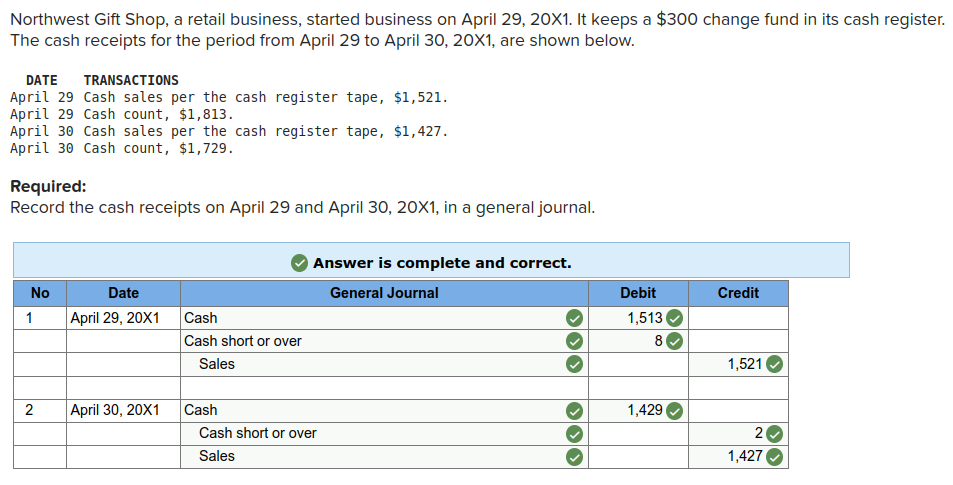 Northwest Gift Shop, a retail business, started business on April 29, 20X1. It keeps a $300 change fund in its cash register.
The cash receipts for the period from April 29 to April 30, 20X1, are shown below.
DATE TRANSACTIONS
April 29 Cash sales per the cash register tape, $1,521.
April 29 Cash count, $1,813.
April 30 Cash sales per the cash register tape, $1,427.
April 30 Cash count, $1,729.
Required:
Record the cash receipts on April 29 and April 30, 20X1, in a general journal.
Answer is complete and correct.
No Date General Journal Debit Credit
1 April 29, 20X1 Cash 1,513
Cash short or over 8
Sales 1,521
2 April 30, 20X1 Cash 1,429
Cash short or over 2
Sales 1,427